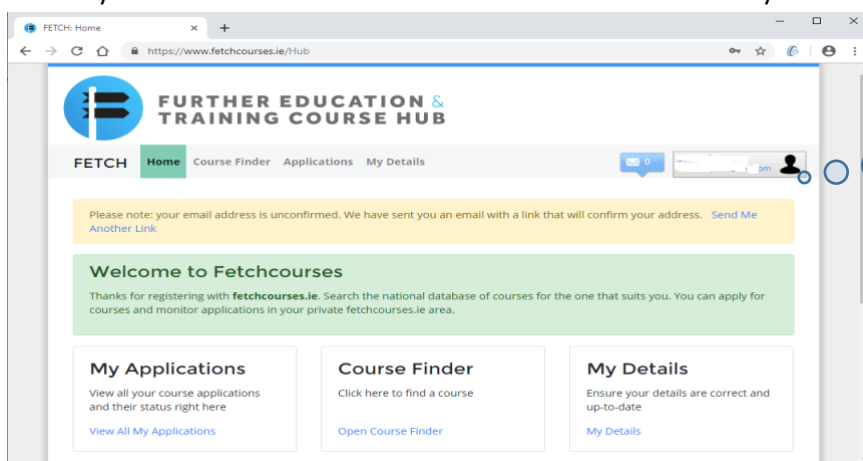 FETCH: Home
https://www.fetchcourses.ie/Hub
FURTHER EDUCATION &
TRAINING COURSE HUB
FETCH Home Course Finder Applications My Details 0
Please note: your email address is unconfirmed. We have sent you an email with a link that will confirm your address. Send Me
Another Link
Welcome to Fetchcourses
Thanks for registering with fetchcourses.ie. Search the national database of courses for the one that suits you. You can apply for
courses and monitor applications in your private fetchcourses.ie area.
My Applications
View all your course applications
and their status right here
View All My Applications
Course Finder
Click here to find a course
Open Course Finder
My Details
Ensure your details are correct and
up-to-date
My Details